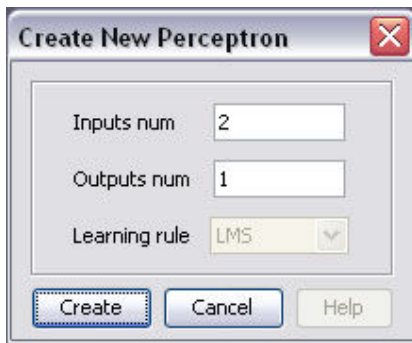 Create New Perceptron
Inputs num 2
Outputs num 1
Learning rule LMS
Create Cancel Help